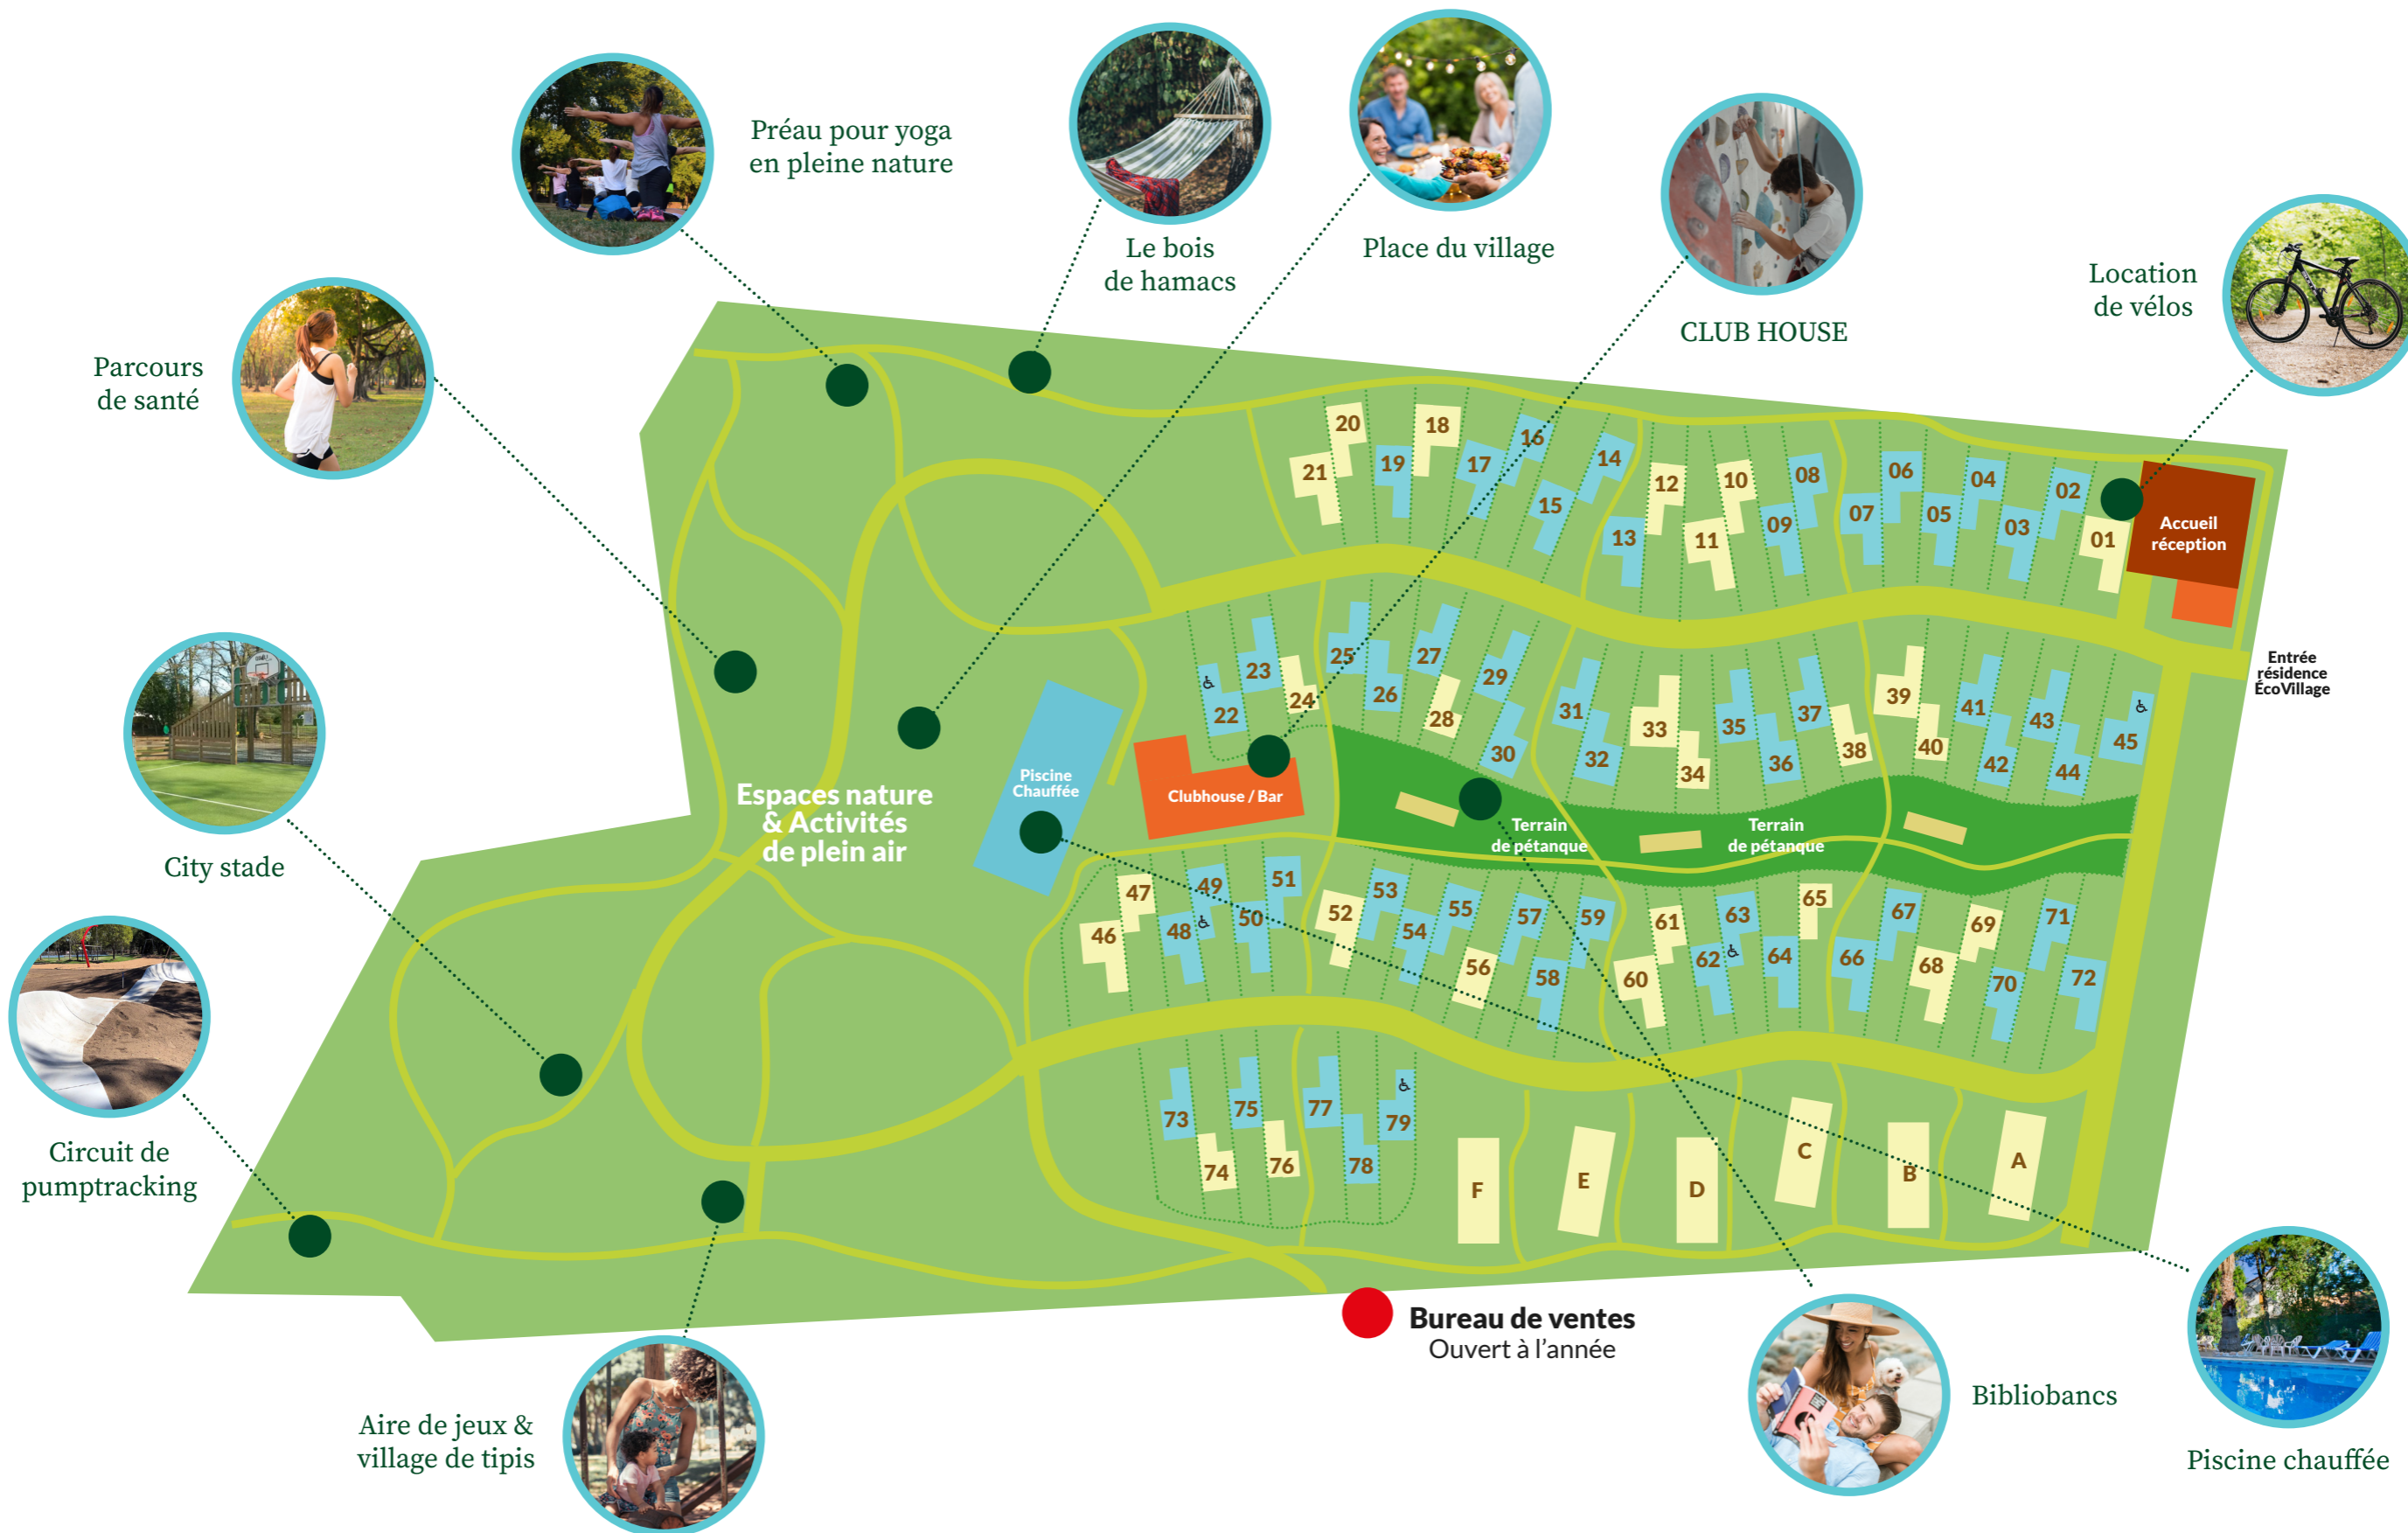 Préau pour yoga
en pleine nature
Le bois
de hamacs
Place du village
CLUB HOUSE
Location
de vélos
Parcours
de santé
City stade
Circuit de
pumptracking
Aire de jeux &
village de tipis
Espaces nature
& Activités
de plein air
Piscine
Chauffée
Clubhouse / Bar
Terrain
de pétanque
Terrain
de pétanque
Accueil
réception
Entrée
résidence
ÉcoVillage
20
18
16
14
12
10
08
06
04
02
21
19
17
15
13
11
09
07
05
03
01
22
23
24
25
26
27
28
29
30
31
32
33
34
35
36
37
38
39
40
41
42
43
44
45
46
47
48
49
50
51
52
53
54
55
56
57
58
59
60
61
62
63
64
65
66
67
68
69
70
71
72
73
74
75
76
77
78
79
F
E
D
C
B
A
Bureau de ventes
Ouvert à l'année
Bibliobancs
Piscine chauffée